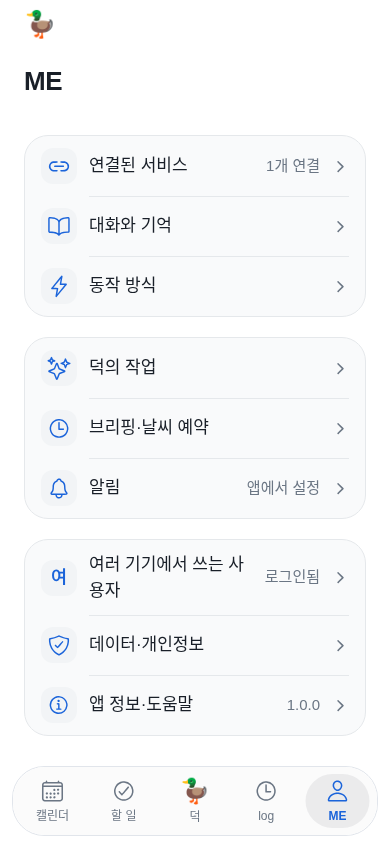 ME
연결된 서비스 1개 연결
대화와 기억
동작 방식
덕의 작업
브리핑·날씨 예약
알림 앱에서 설정
여 여러 기기에서 쓰는 사
용자 로그인됨
데이터·개인정보
앱 정보·도움말 1.0.0
캘린더 할 일 덕 log ME